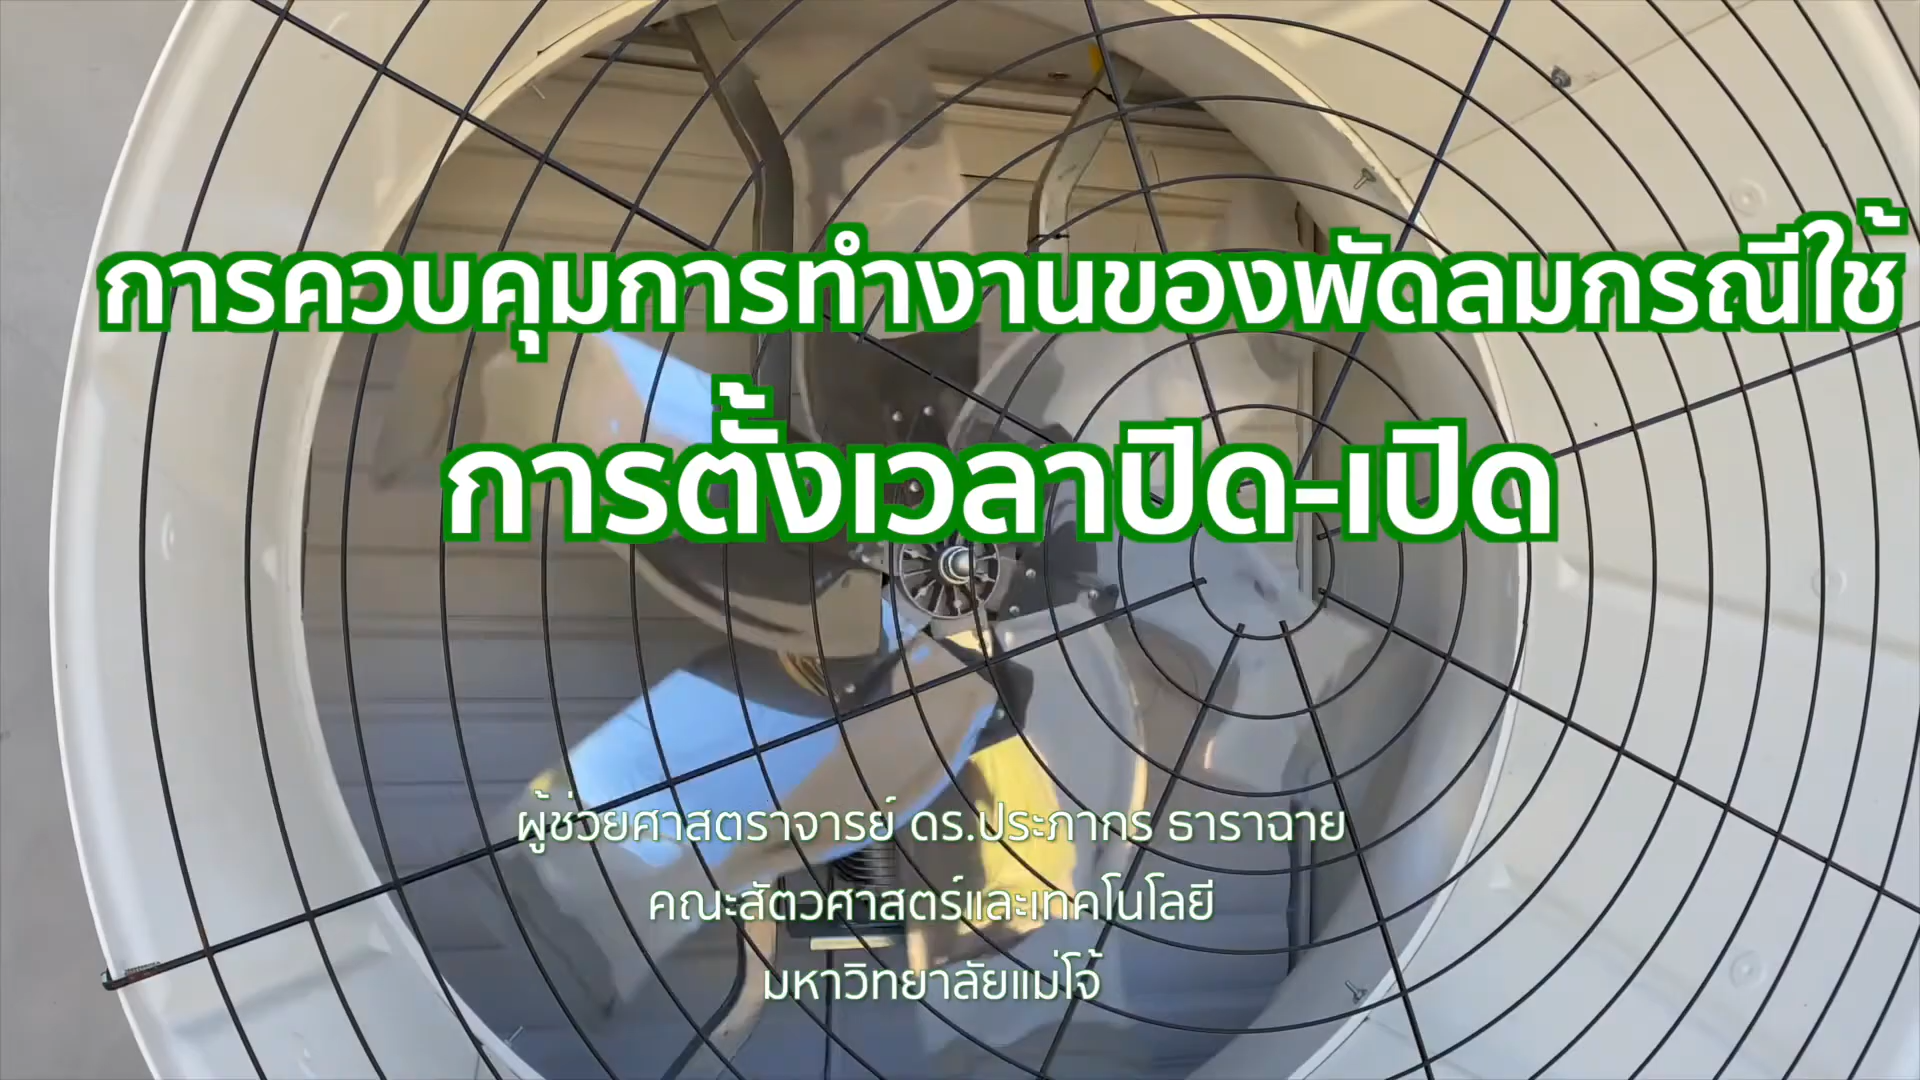 การควบคุมการทำงานของพัดลมกรณีใช้
การตั้งเวลาปิด-เปิด
ผู้ช่วยศาสตราจารย์ ดร.ประภากร ธาราฉาย
คณะสัตวศาสตร์และเทคโนโลยี
มหาวิทยาลัยแม่โจ้